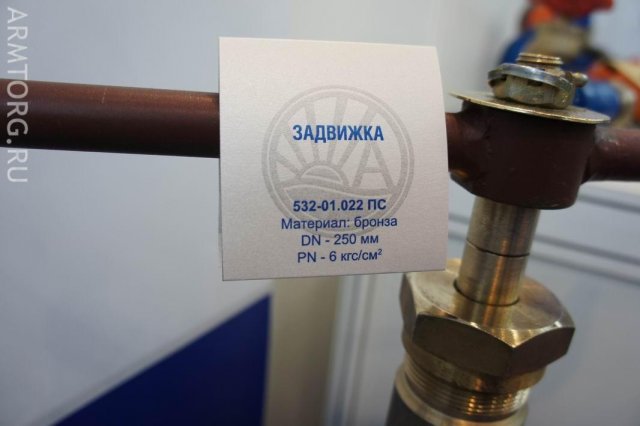 ARMTORG.RU
ЗАДВИЖКА
532-01.022 ПС
Материал: бронза
DN - 250 мм
PN - 6 кгс/см²